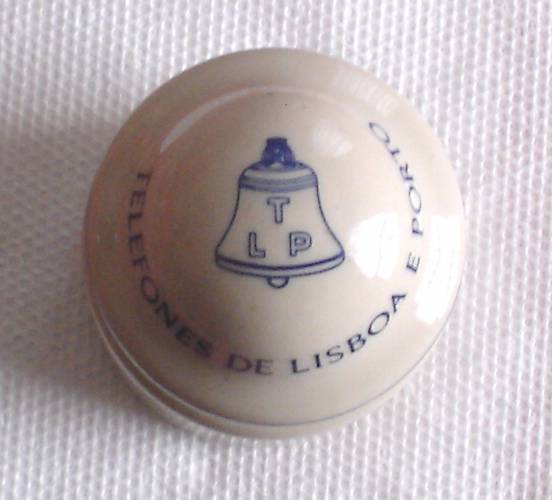 T
L P
TELEFONES DE LISBOA E PORTO